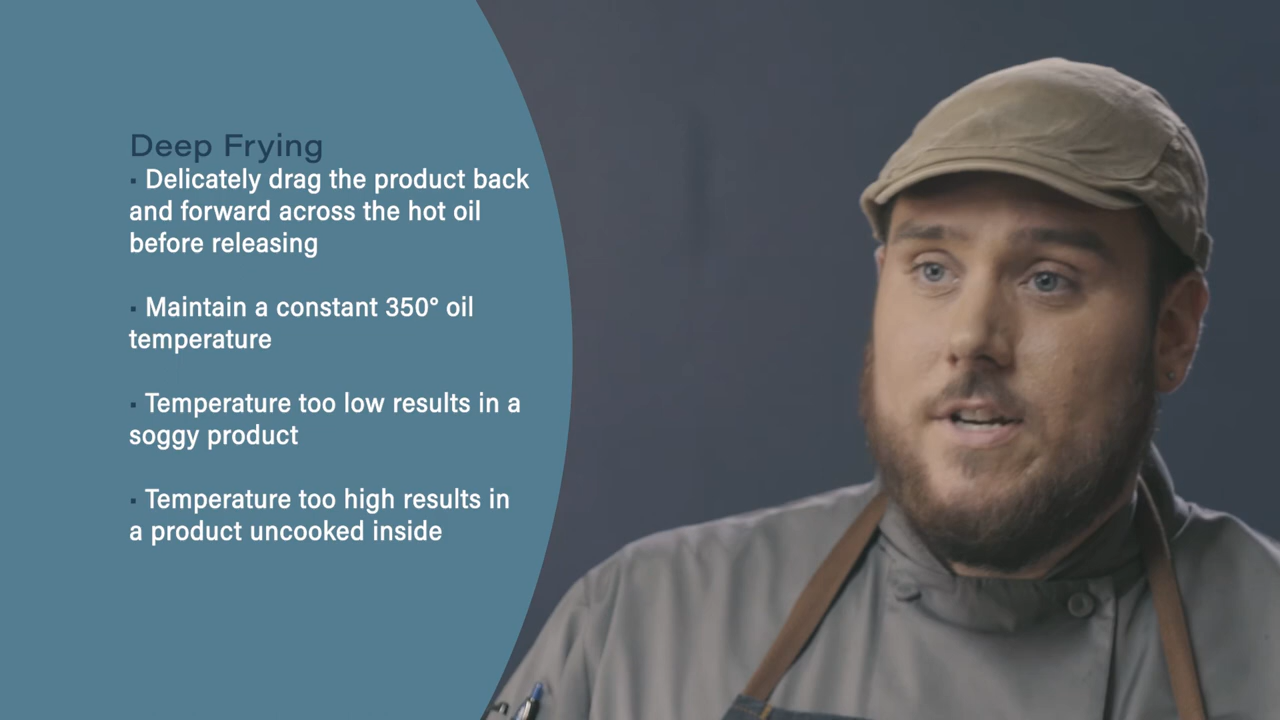 Deep Frying
· Delicately drag the product back
and forward across the hot oil
before releasing
· Maintain a constant 350° oil
temperature
· Temperature too low results in a
soggy product
· Temperature too high results in
a product uncooked inside